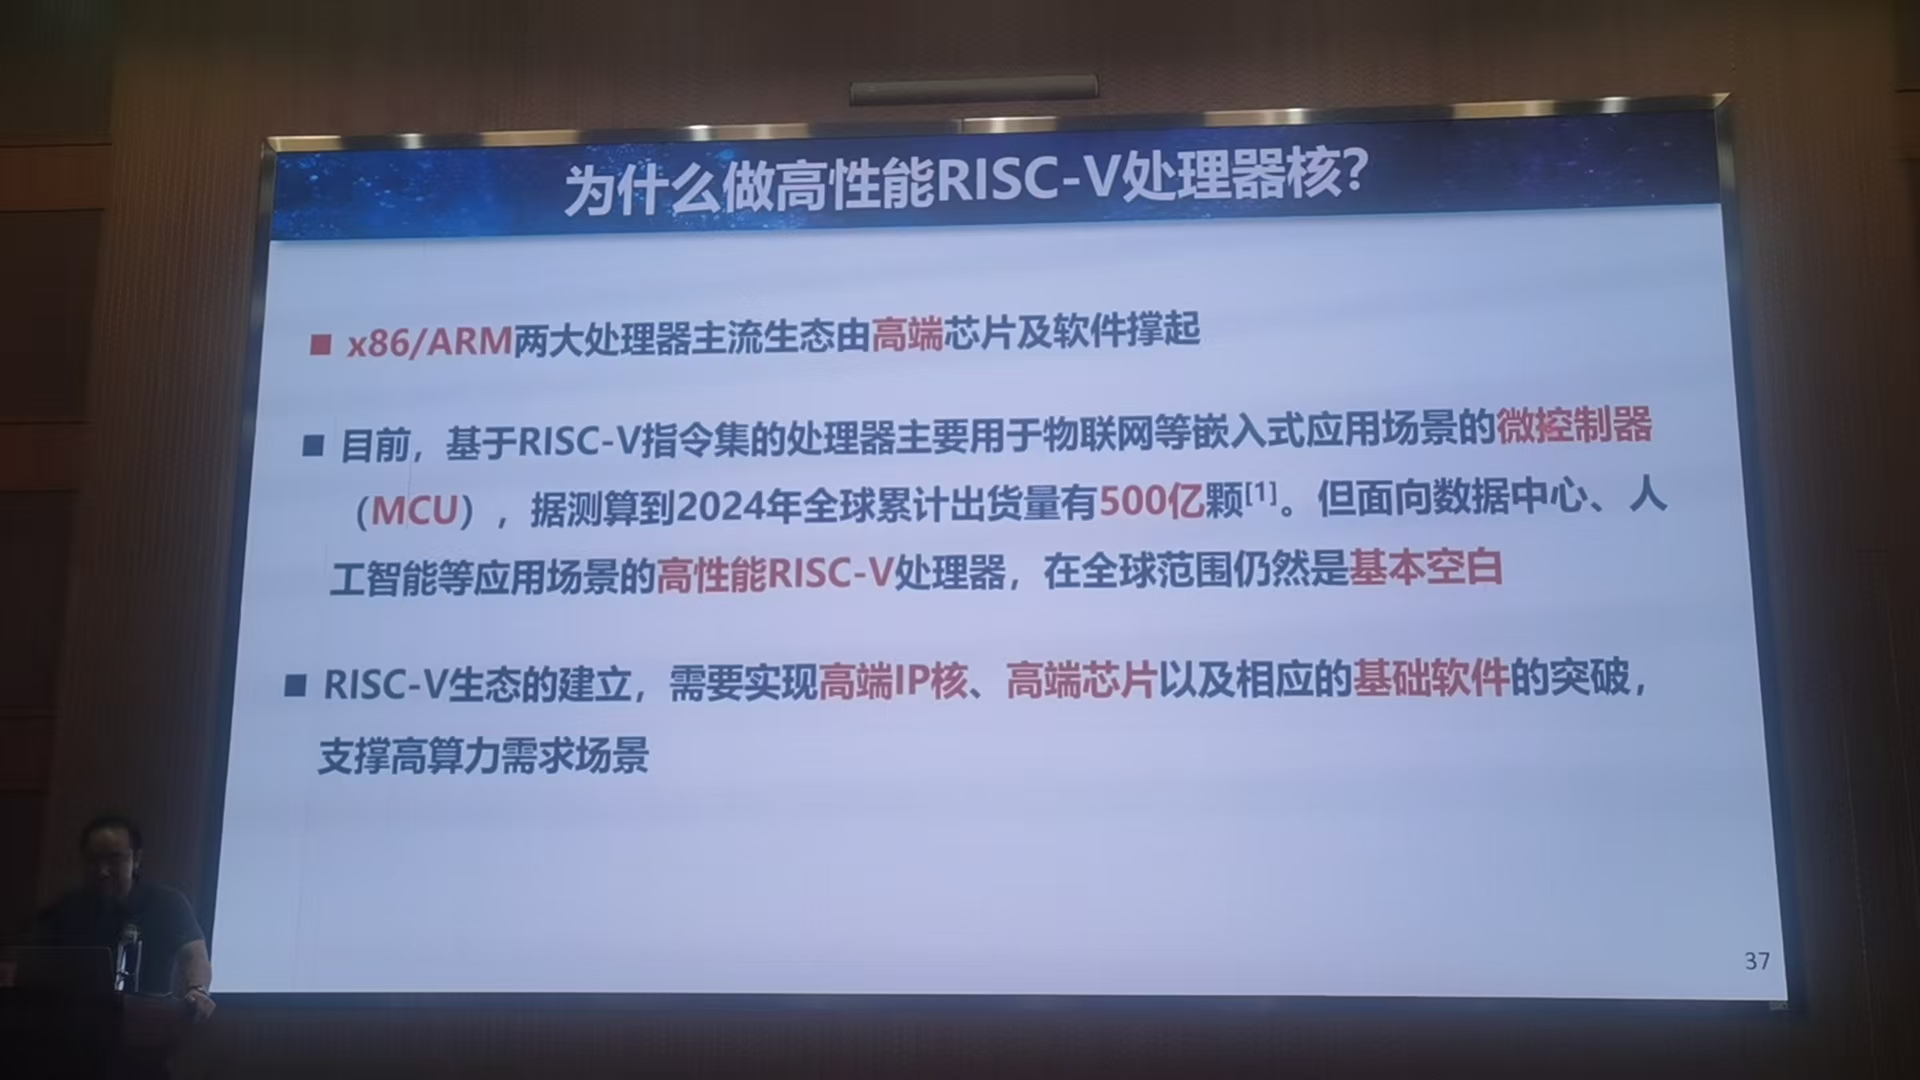 为什么做高性能RISC-V处理器核?
x86/ARM两大处理器主流生态由高端芯片及软件撑起
目前，基于RISC-V指令集的处理器主要用于物联网等嵌入式应用场景的微控制器
（MCU），据测算到2024年全球累计出货量有500亿颗[1]。但面向数据中心、人
工智能等应用场景的高性能RISC-V处理器，在全球范围仍然是基本空白
RISC-V生态的建立，需要实现高端IP核、高端芯片以及相应的基础软件的突破，
支撑高算力需求场景
37